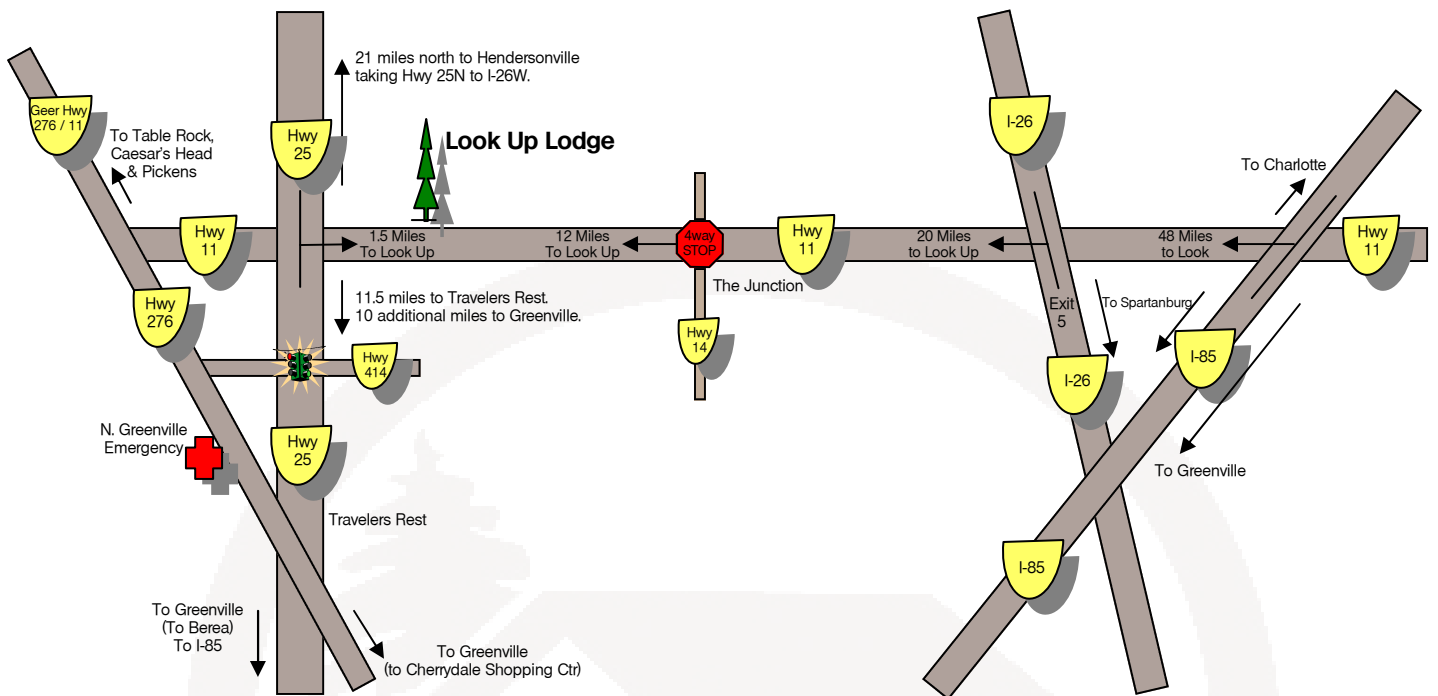 21 miles north to Hendersonville
taking Hwy 25N to I-26W.
Geer Hwy
276 / 11
To Table Rock,
Caesar's Head
& Pickens
Hwy
25
Look Up Lodge
I-26
To Charlotte
Hwy
11
1.5 Miles
To Look Up
12 Miles
To Look Up
4way
STOP
Hwy
11
20 Miles
to Look Up
48 Miles
to Look
Hwy
11
The Junction
11.5 miles to Travelers Rest.
10 additional miles to Greenville.
Hwy
276
Exit
5
To Spartanburg
Hwy
14
Hwy
414
I-85
I-26
N. Greenville
Emergency
Hwy
25
To Greenville
Travelers Rest
I-85
To Greenville
(To Berea)
To I-85
To Greenville
(to Cherrydale Shopping Ctr)